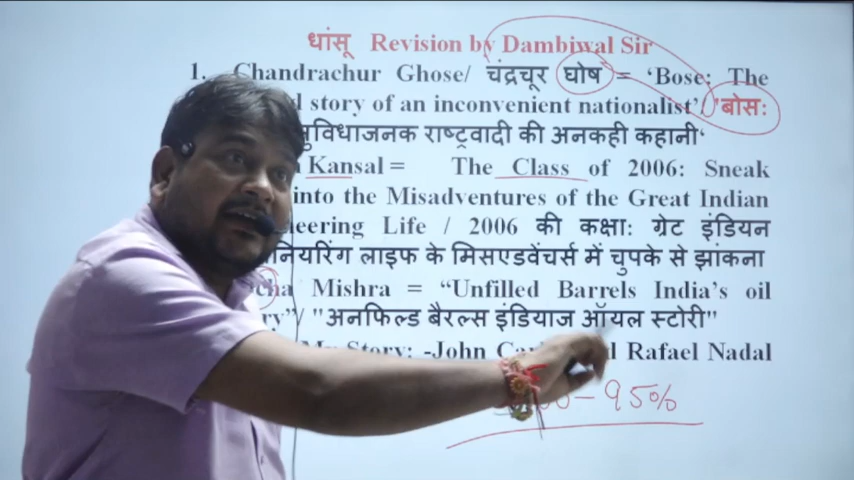 धांसू Revision by Dambiwal Sir
1. Chandrachur Ghose/ चंद्रचूर घोष = ‘Bose: The
story of an inconvenient nationalist’/ 'बोस:
राष्ट्रवादी की अनकही कहानी‘
Kansal = The Class of 2006: Sneak
into the Misadventures of the Great Indian
Life / 2006 की कक्षा: ग्रेट इंडियन
लाइफ के मिसएडवेंचर्स में चुपके से झांकना
Mishra = “Unfilled Barrels India’s oil
"अनफिल्ड बैरल्स इंडियाज ऑयल स्टोरी"
Story: -John Rafael Nadal
– 95%